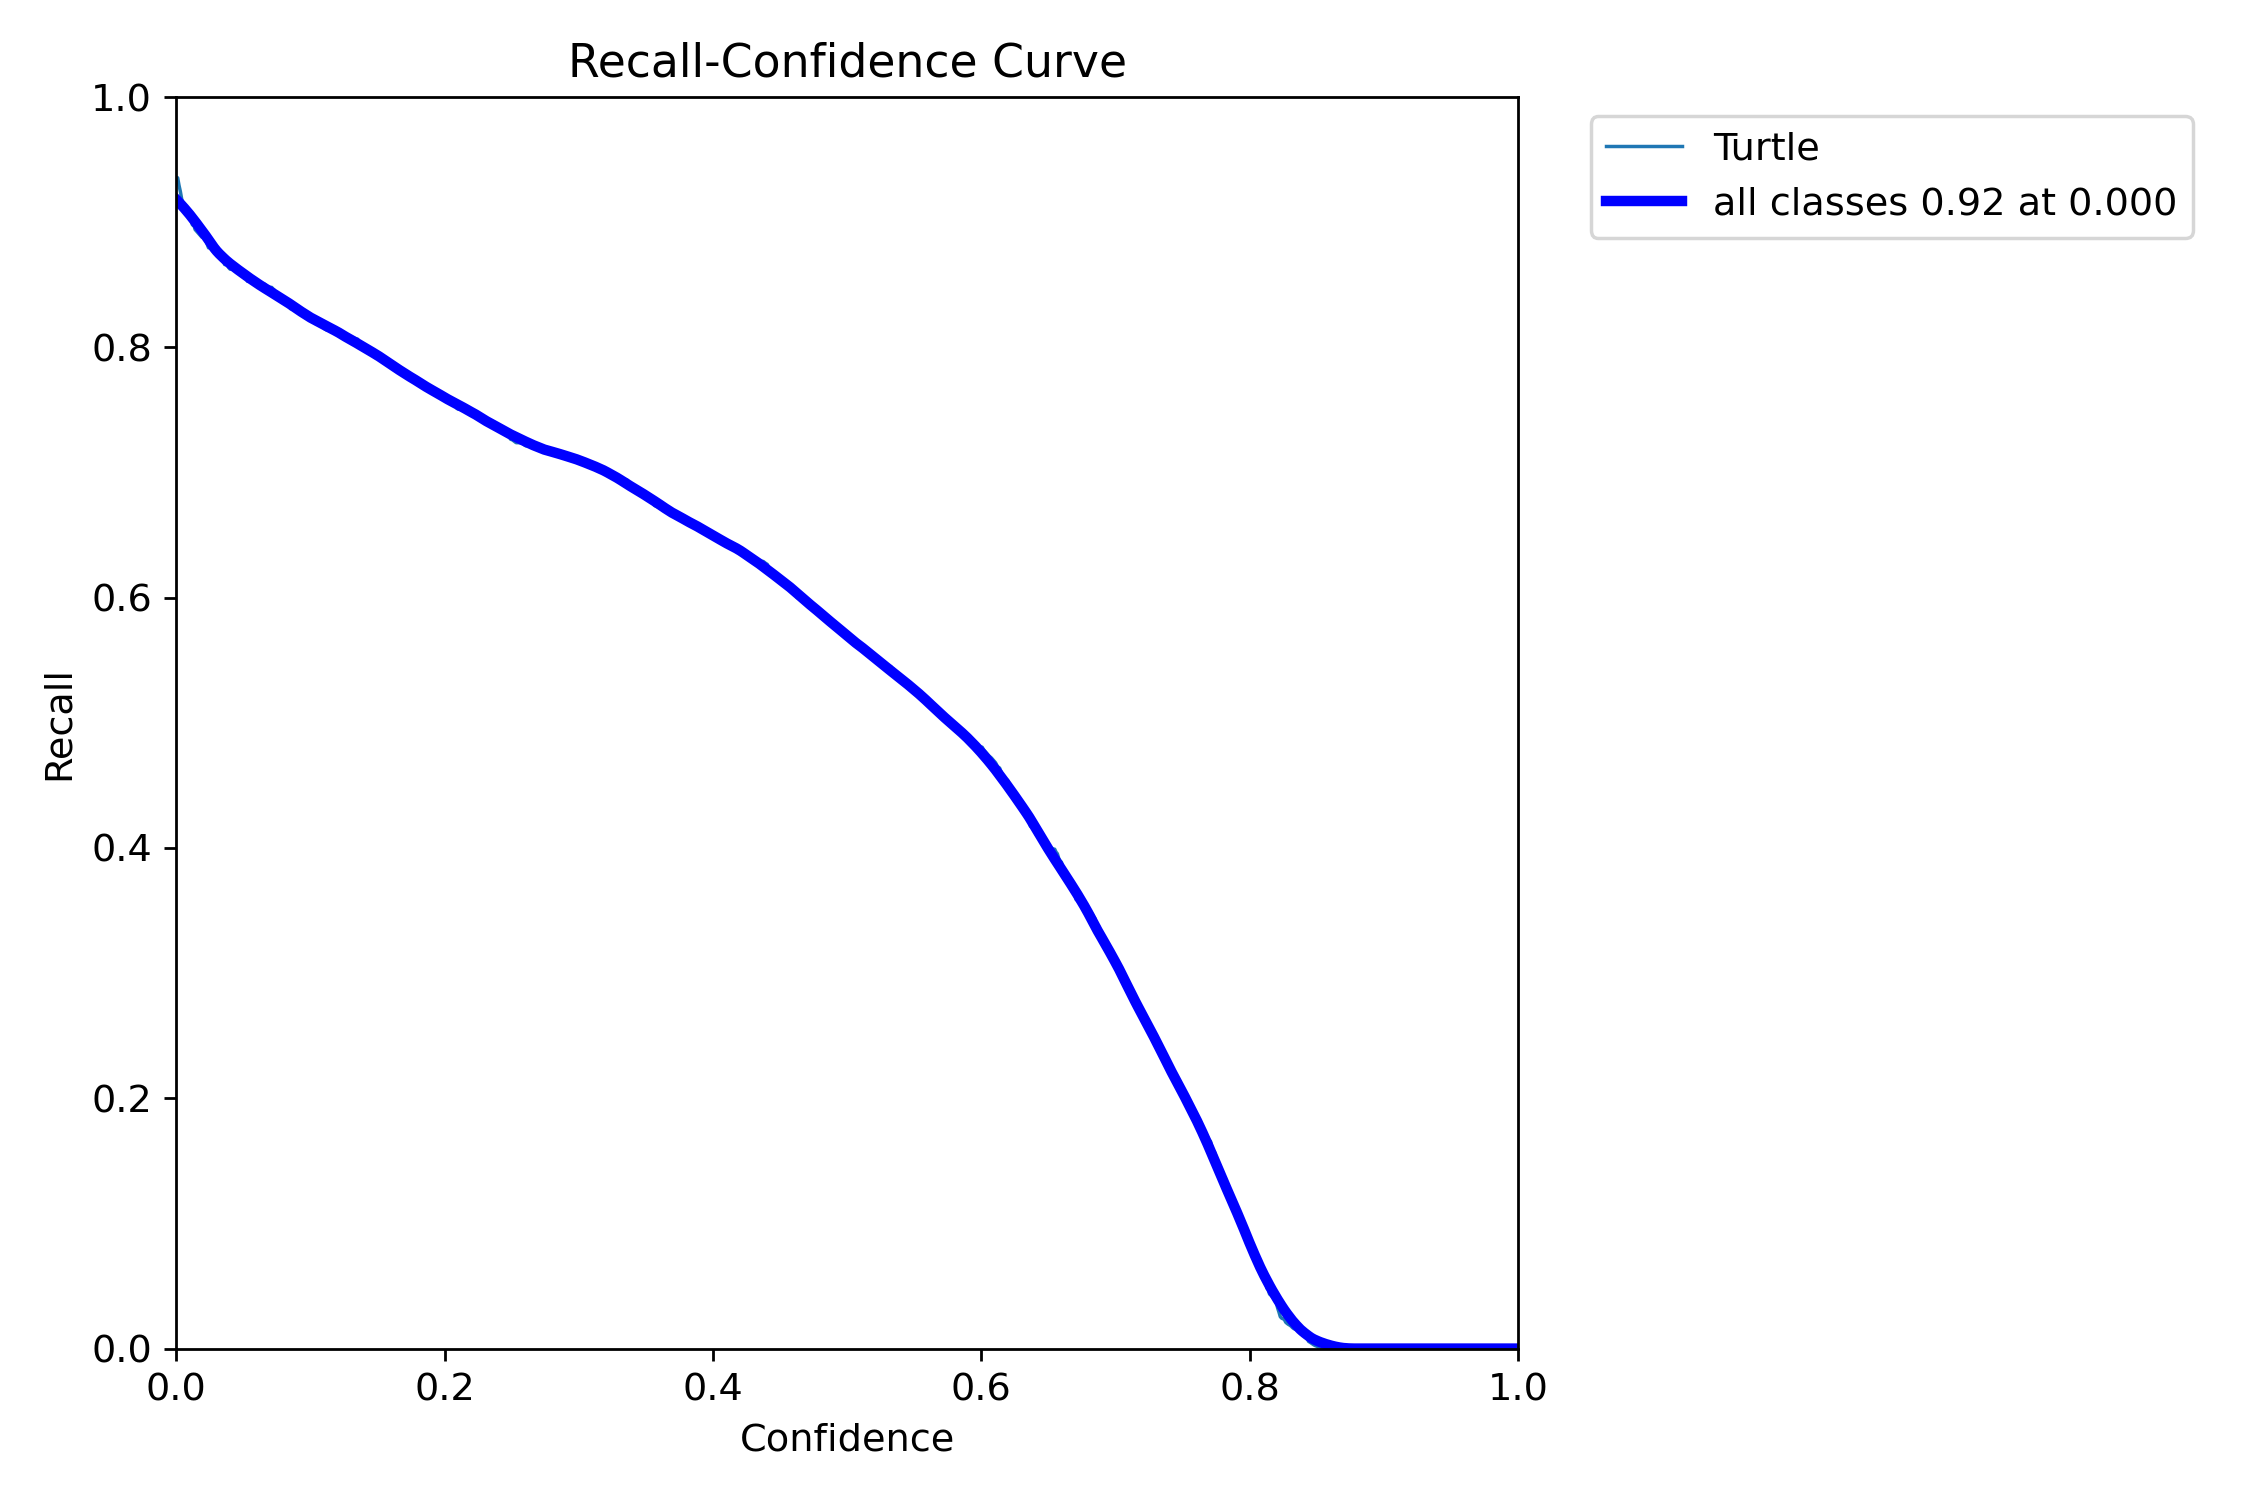 Recall-Confidence Curve
1.0
0.8
0.6
0.4
0.2
0.0
Recall
0.0 0.2 0.4 0.6 0.8 1.0
Confidence
Turtle
all classes 0.92 at 0.000